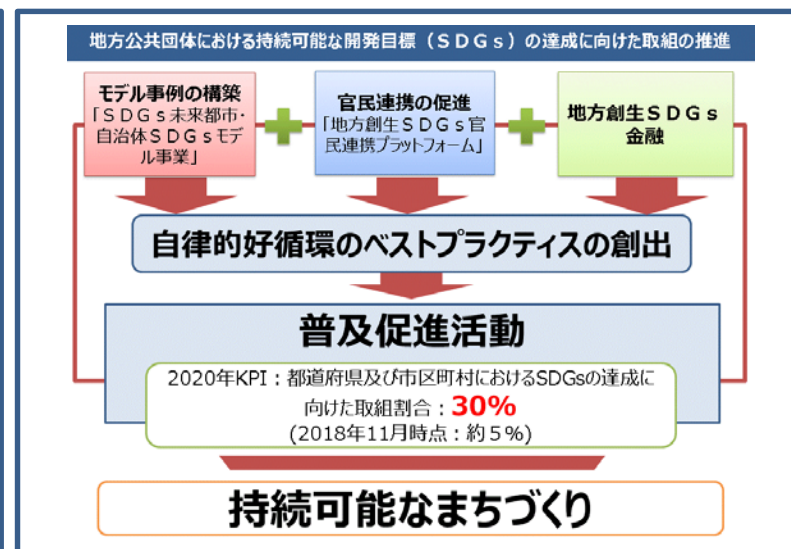 地方公共団体における持続可能な開発目標（ＳＤＧｓ）の達成に向けた取組の推進
モデル事例の構築
「ＳＤＧｓ未来都市・
自治体ＳＤＧｓモデ
ル事業」
官民連携の促進
「地方創生ＳＤＧｓ官
民連携プラットフォーム」
地方創生ＳＤＧｓ
金融
自律的好循環のベストプラクティスの創出
普及促進活動
2020年KPI：都道府県及び市区町村におけるSDGsの達成に
向けた取組割合：30%
(2018年11月時点：約５%)
持続可能なまちづくり